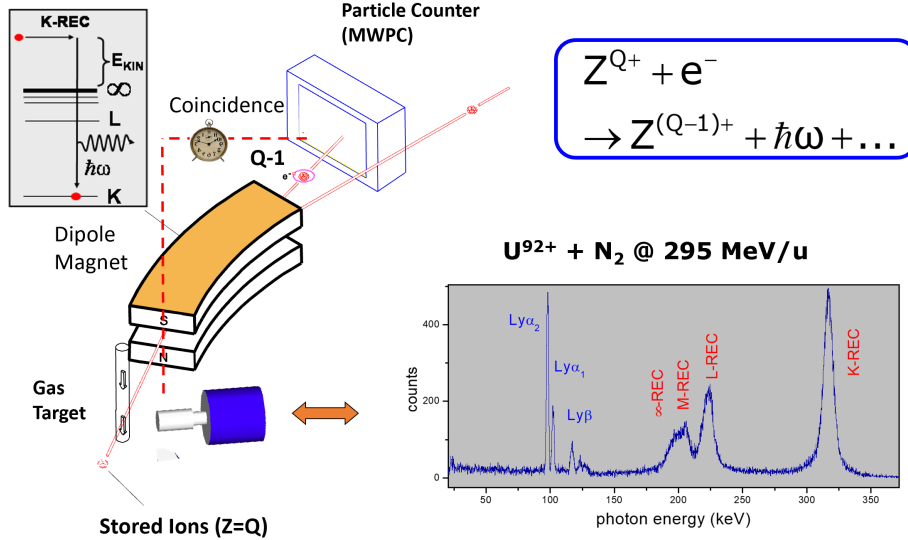 K-REC
E_KIN
∞
L
ħω
K
Particle Counter
(MWPC)
Coincidence
Q-1
e⁻
Dipole
Magnet
S
N
Gas
Target
Stored Ions (Z=Q)
Z^Q+ + e⁻
→ Z^(Q−1)+ + ħω + ...
U⁹²⁺ + N₂ @ 295 MeV/u
counts
400
200
0
Lyα₂
Lyα₁
Lyβ
∞-REC
M-REC
L-REC
K-REC
50 100 150 200 250 300 350
photon energy (keV)